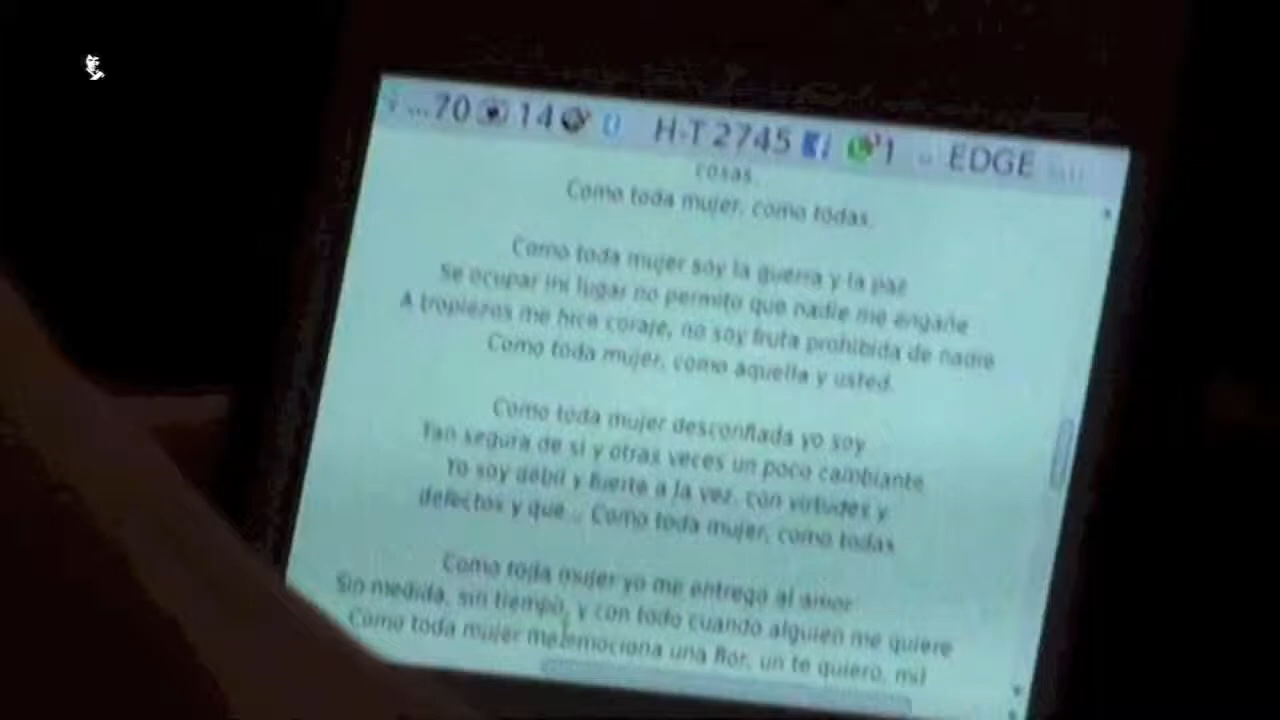 ...70 14 0 H-T 2745 1 EDGE
cosas.
Como toda mujer, como todas.
Como toda mujer soy la guerra y la paz
Se ocupar mi lugar no permito que nadie me engañe
A tropiezos me hice coraje, no soy fruta prohibida de nadie
Como toda mujer, como aquella y usted.
Como toda mujer desconfiada yo soy
Tan segura de si y otras veces un poco cambiante
Yo soy debil y fuerte a la vez, con virtudes y
defectos y que... Como toda mujer, como todas
Como toda mujer yo me entrego al amor
Sin medida, sin tiempo, y con todo cuando alguien me quiere
Como toda mujer me emociona una flor, un te quiero, mil